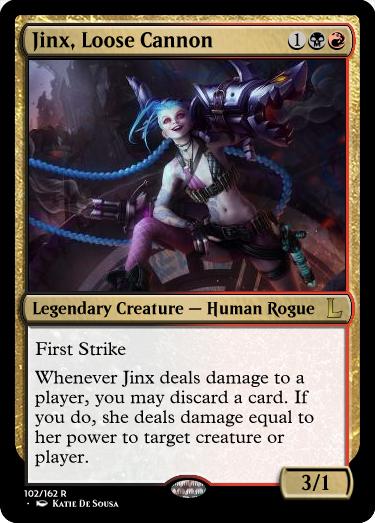 Jinx, Loose Cannon 1
Legendary Creature — Human Rogue L
First Strike
Whenever Jinx deals damage to a
player, you may discard a card. If
you do, she deals damage equal to
her power to target creature or
player.
3/1
102/162 R
· Katie De Sousa